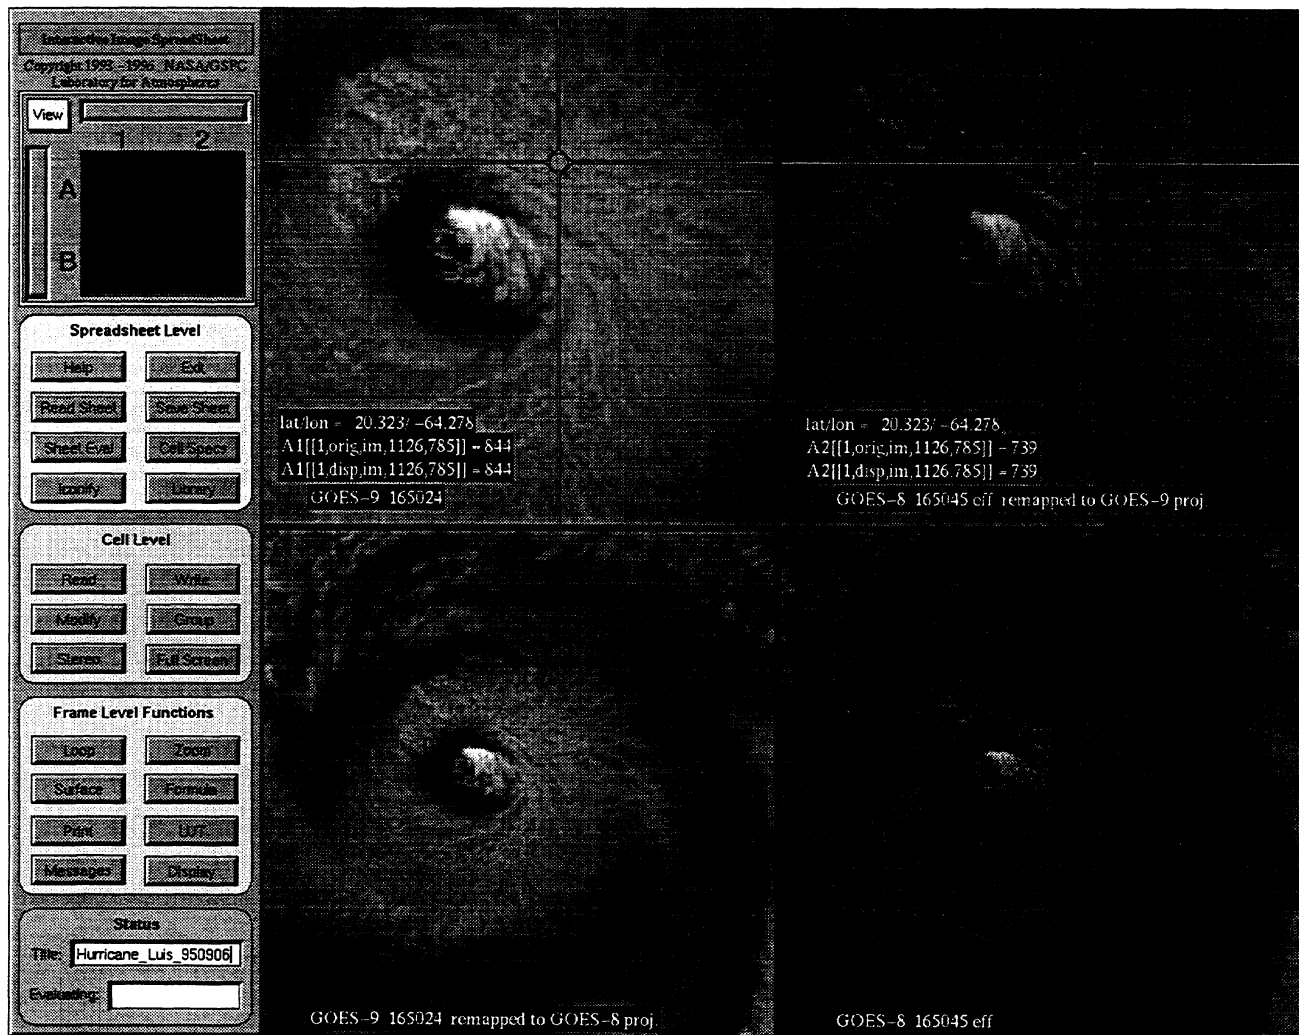 Interactive Image SpreadSheet
Copyright 1993-1996 NASA/GSFC
Laboratory for Atmospheres
View
1 2
A
B
Spreadsheet Level
Help Exit
Read Sheet Save Sheet
Sheet Eval Cell Specs
Iconify Library
Cell Level
Read Write
Modify Group
Stereo Full Screen
Frame Level Functions
Loop Zoom
Surface Formula
Print LUT
Messages Display
Status
Title: Hurricane_Luis_950906
Evaluating:
lat/lon = 20.323/ -64.278
A1[[1,orig,im,1126,785]] = 844
A1[[1,disp,im,1126,785]] = 844
GOES-9 165024
lat/lon = 20.323/ -64.278
A2[[1,orig,im,1126,785]] = 739
A2[[1,disp,im,1126,785]] = 739
GOES-8 165045 eff remapped to GOES-9 proj.
GOES-9 165024 remapped to GOES-8 proj.
GOES-8 165045 eff